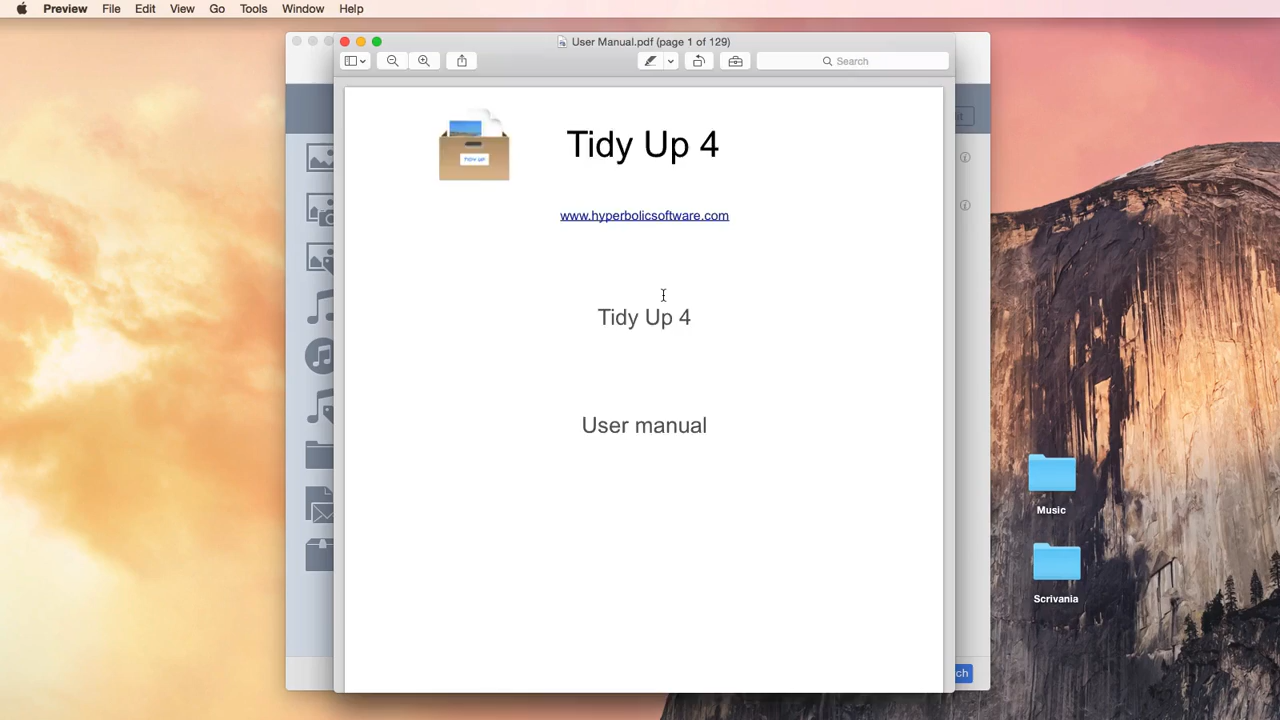 Preview File Edit View Go Tools Window Help
User Manual.pdf (page 1 of 129)
Search
Tidy Up 4
www.hyperbolicsoftware.com
Tidy Up 4
User manual
Music
Scrivania
ch